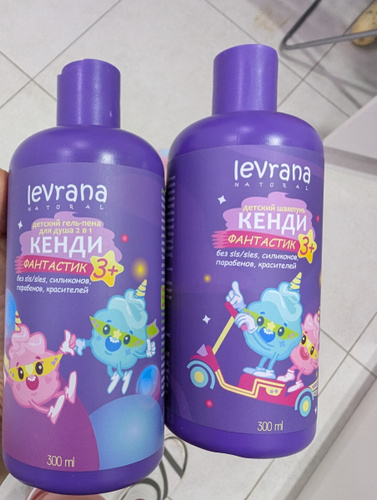 levrana
NATURAL
детский гель-пена
для душа 2 в 1
КЕНДИ
ФАНТАСТИК 3+
без sls/sles, силиконов
парабенов, красителей
300 ml
levrana
NATURAL
детский шампунь
КЕНДИ
ФАНТАСТИК 3+
без sls/sles, силиконов,
парабенов, красителей
300 ml